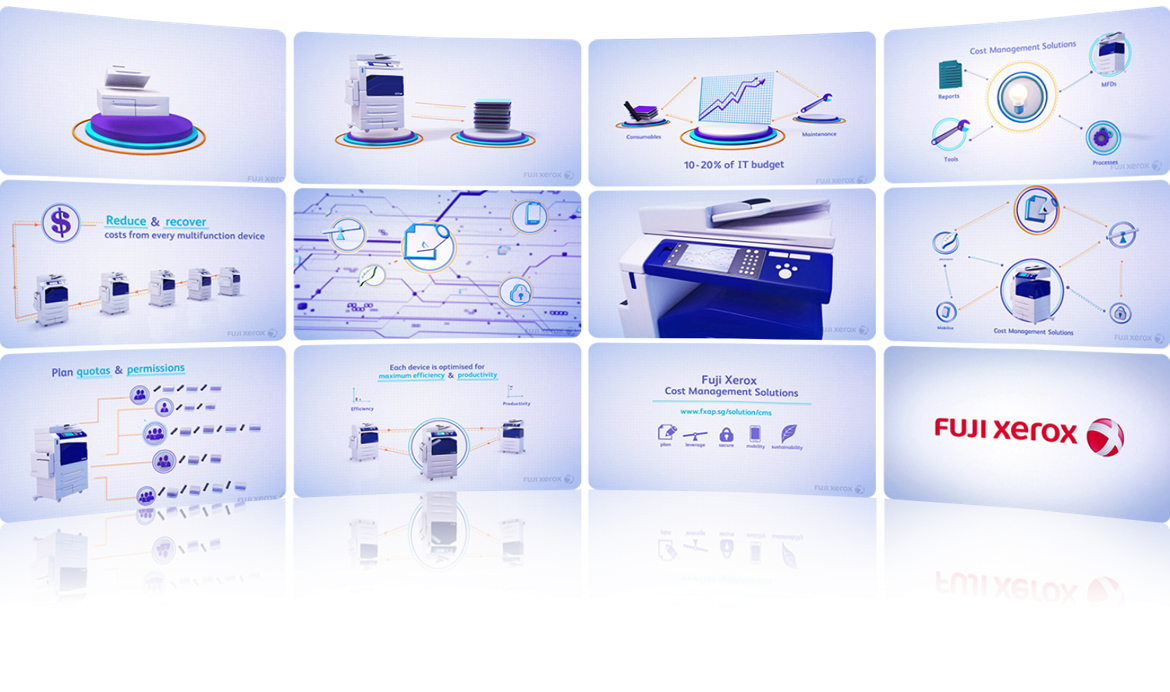 FUJI xerox
Consumables
Maintenance
10-20% of IT budget
FUJI xerox
Cost Management Solutions
Reports
MFDs
Tools
Processes
FUJI xerox
$
Reduce & recover
costs from every multifunction device
FUJI xerox
FUJI xerox
FUJI xerox
Mobilise
Cost Management Solutions
FUJI xerox
Plan quotas & permissions
FUJI xerox
Each device is optimised for
maximum efficiency & productivity
Efficiency
Productivity
FUJI xerox
Fuji Xerox
Cost Management Solutions
www.fxap.sg/solution/cms
plan
leverage
secure
mobility
sustainability
FUJI xerox
FUJI xerox